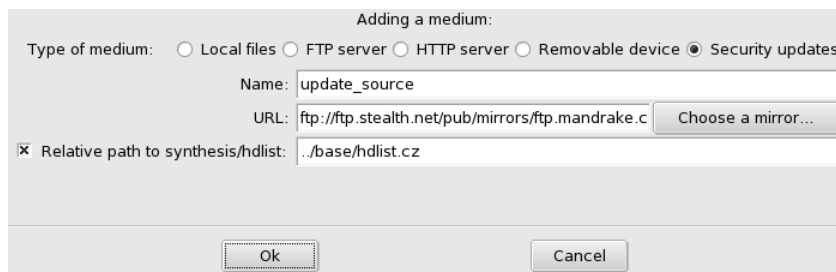 Adding a medium:
Type of medium: Local files FTP server HTTP server Removable device Security updates
Name: update_source
URL: ftp://ftp.stealth.net/pub/mirrors/ftp.mandrake.c Choose a mirror...
Relative path to synthesis/hdlist: ../base/hdlist.cz
Ok Cancel